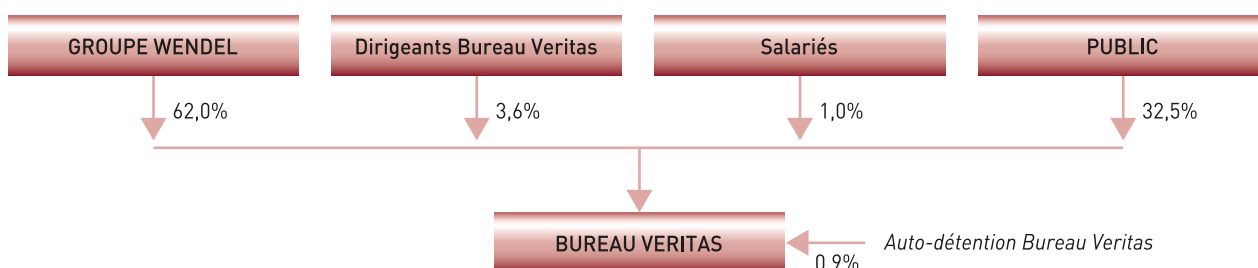 GROUPE WENDEL
Dirigeants Bureau Veritas
Salariés
PUBLIC
62,0%
3,6%
1,0%
32,5%
BUREAU VERITAS
Auto-détention Bureau Veritas
0,9%